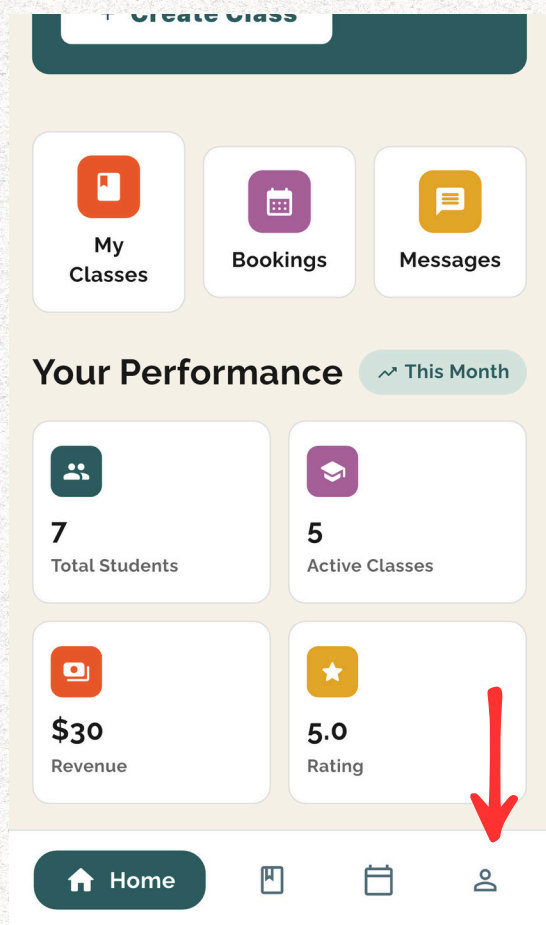 + Create Class
My
Classes
Bookings
Messages
Your Performance
This Month
7
Total Students
5
Active Classes
$30
Revenue
5.0
Rating
Home